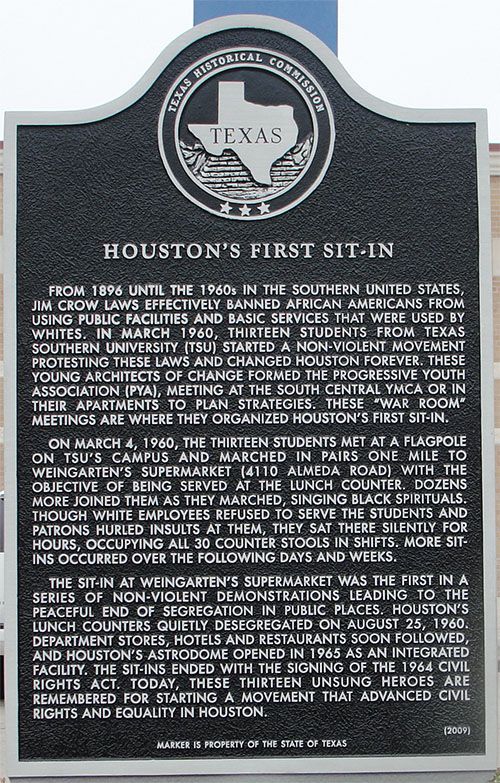 TEXAS HISTORICAL COMMISSION
TEXAS
HOUSTON'S FIRST SIT-IN
FROM 1896 UNTIL THE 1960s IN THE SOUTHERN UNITED STATES,
JIM CROW LAWS EFFECTIVELY BANNED AFRICAN AMERICANS FROM
USING PUBLIC FACILITIES AND BASIC SERVICES THAT WERE USED BY
WHITES. IN MARCH 1960, THIRTEEN STUDENTS FROM TEXAS
SOUTHERN UNIVERSITY (TSU) STARTED A NON-VIOLENT MOVEMENT
PROTESTING THESE LAWS AND CHANGED HOUSTON FOREVER. THESE
YOUNG ARCHITECTS OF CHANGE FORMED THE PROGRESSIVE YOUTH
ASSOCIATION (PYA), MEETING AT THE SOUTH CENTRAL YMCA OR IN
THEIR APARTMENTS TO PLAN STRATEGIES. THESE "WAR ROOM"
MEETINGS ARE WHERE THEY ORGANIZED HOUSTON'S FIRST SIT-IN.
ON MARCH 4, 1960, THE THIRTEEN STUDENTS MET AT A FLAGPOLE
ON TSU'S CAMPUS AND MARCHED IN PAIRS ONE MILE TO
WEINGARTEN'S SUPERMARKET (4110 ALMEDA ROAD) WITH THE
OBJECTIVE OF BEING SERVED AT THE LUNCH COUNTER. DOZENS
MORE JOINED THEM AS THEY MARCHED, SINGING BLACK SPIRITUALS.
THOUGH WHITE EMPLOYEES REFUSED TO SERVE THE STUDENTS AND
PATRONS HURLED INSULTS AT THEM, THEY SAT THERE SILENTLY FOR
HOURS, OCCUPYING ALL 30 COUNTER STOOLS IN SHIFTS. MORE SIT-
INS OCCURRED OVER THE FOLLOWING DAYS AND WEEKS.
THE SIT-IN AT WEINGARTEN'S SUPERMARKET WAS THE FIRST IN A
SERIES OF NON-VIOLENT DEMONSTRATIONS LEADING TO THE
PEACEFUL END OF SEGREGATION IN PUBLIC PLACES. HOUSTON'S
LUNCH COUNTERS QUIETLY DESEGREGATED ON AUGUST 25, 1960.
DEPARTMENT STORES, HOTELS AND RESTAURANTS SOON FOLLOWED,
AND HOUSTON'S ASTRODOME OPENED IN 1965 AS AN INTEGRATED
FACILITY. THE SIT-INS ENDED WITH THE SIGNING OF THE 1964 CIVIL
RIGHTS ACT. TODAY, THESE THIRTEEN UNSUNG HEROES ARE
REMEMBERED FOR STARTING A MOVEMENT THAT ADVANCED CIVIL
RIGHTS AND EQUALITY IN HOUSTON.
(2009)
MARKER IS PROPERTY OF THE STATE OF TEXAS